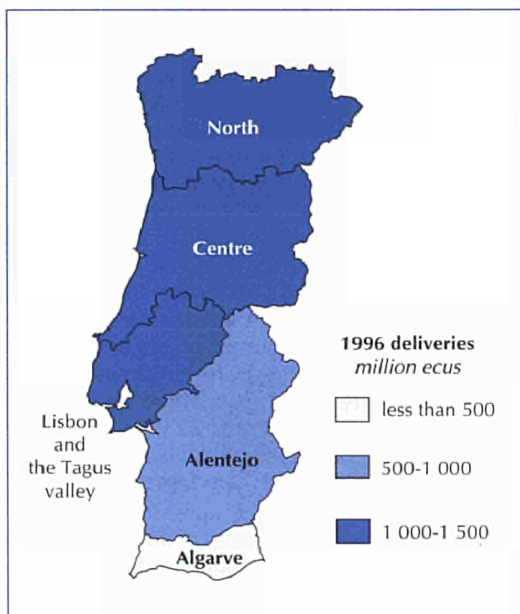 North
Centre
1996 deliveries
million ecus
less than 500
Lisbon
and
the Tagus
valley
Alentejo
500-1 000
1 000-1 500
Algarve